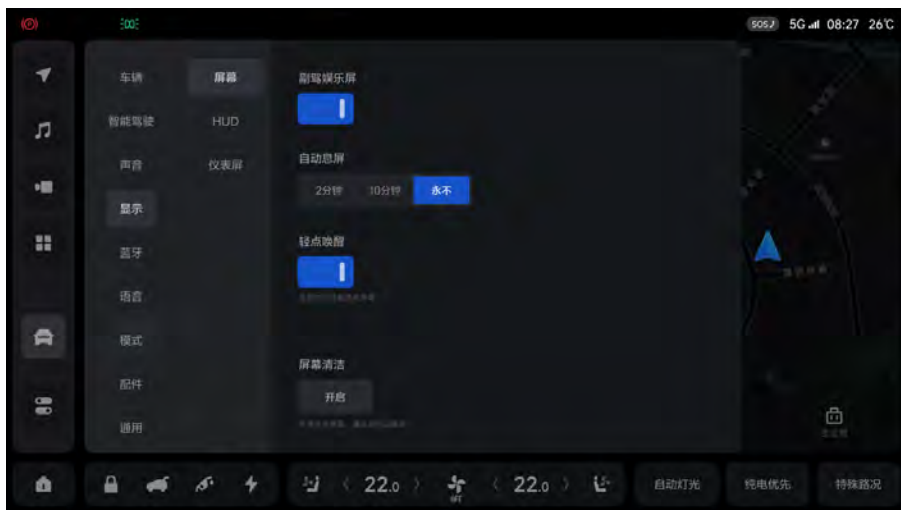 SOS 5G 08:27 26℃
车辆
智能驾驶
声音
显示
蓝牙
语言
模式
配件
通用
屏幕
HUD
仪表屏
副驾娱乐屏
自动息屏
2分钟 10分钟 永不
轻点唤醒
屏幕清洁
开启
22.0 OFF 22.0 自动灯光 纯电优先 特殊路况